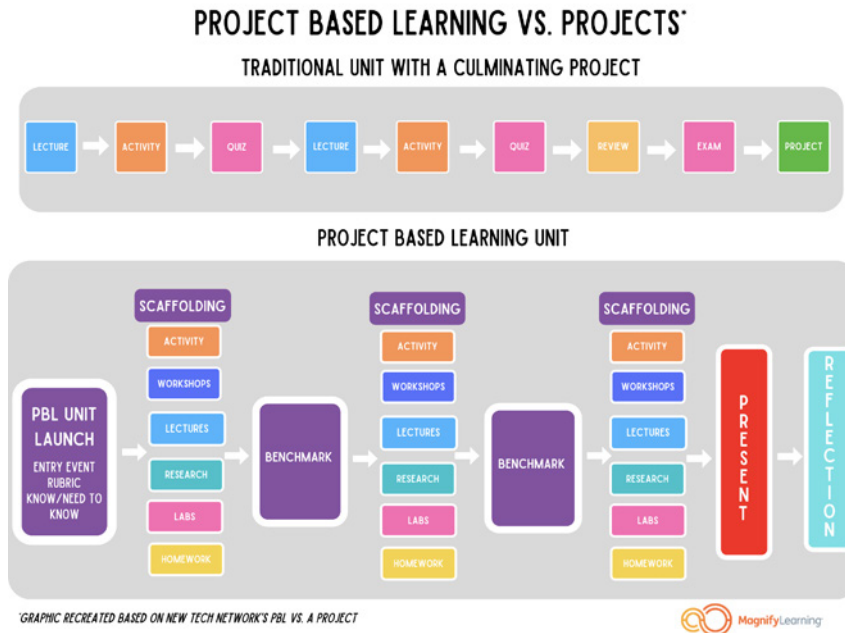 PROJECT BASED LEARNING VS. PROJECTS*
TRADITIONAL UNIT WITH A CULMINATING PROJECT
LECTURE
ACTIVITY
QUIZ
LECTURE
ACTIVITY
QUIZ
REVIEW
EXAM
PROJECT
PROJECT BASED LEARNING UNIT
PBL UNIT
LAUNCH
ENTRY EVENT
RUBRIC
KNOW/NEED TO
KNOW
SCAFFOLDING
ACTIVITY
WORKSHOPS
LECTURES
RESEARCH
LABS
HOMEWORK
BENCHMARK
SCAFFOLDING
ACTIVITY
WORKSHOPS
LECTURES
RESEARCH
LABS
HOMEWORK
BENCHMARK
SCAFFOLDING
ACTIVITY
WORKSHOPS
LECTURES
RESEARCH
LABS
HOMEWORK
PRESENT
REFLECTION
*GRAPHIC RECREATED BASED ON NEW TECH NETWORK'S PBL VS. A PROJECT
MagnifyLearning